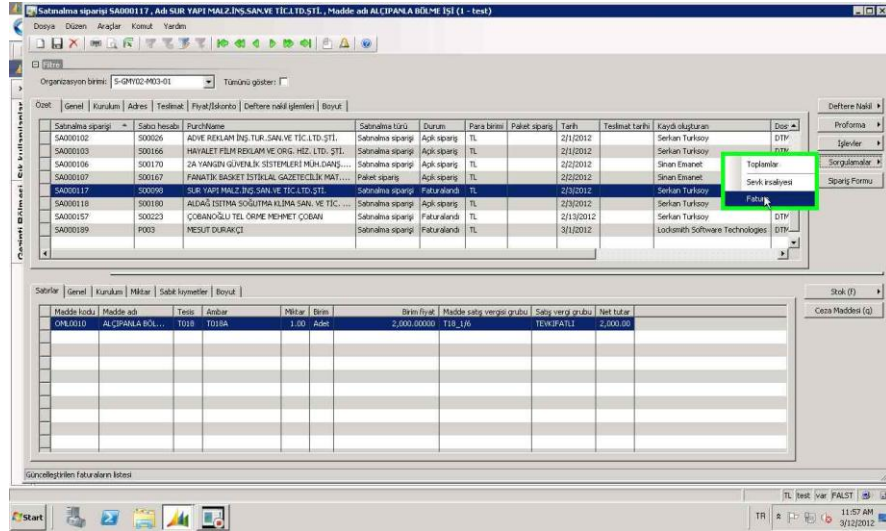 Satınalma siparişi SA000117 , Adı SUR YAPI MALZ.İNŞ.SAN.VE TİC.LTD.ŞTİ. , Madde adı ALÇIPANLA BÖLME İŞİ (1 - test)
Dosya Düzen Araçlar Komut Yardım
Filtre
Organizasyon birimi: S-GMY02-M03-01 Tümünü göster:
Özet Genel Kurulum Adres Teslimat Fiyat/İskonto Deftere nakil işlemleri Boyut
Deftere Nakil
Proforma
İşlevler
Sorgulamalar
Sipariş Formu
Satınalma siparişi Satıcı hesabı PurchName Satınalma türü Durum Para birimi Paket sipariş Tarih Teslimat tarihi Kaydı oluşturan Dos
SA000102 S00026 ADVE REKLAM İNŞ.TUR.SAN.VE TİC.LTD.ŞTİ. Satınalma siparişi Açık sipariş TL 2/1/2012 Serkan Turksoy DTM
SA000103 S00166 HAYALET FİLM REKLAM VE ORG. HİZ. LTD. ŞTİ. Satınalma siparişi Açık sipariş TL 2/1/2012 Serkan Turksoy
SA000106 S00170 2A YANGIN GÜVENLİK SİSTEMLERİ MÜH.DANŞ.... Satınalma siparişi Açık sipariş TL 2/2/2012 Sinan Emanet
SA000107 S00167 FANATİK BASKET İSTİKLAL GAZETECİLİK MAT.... Paket sipariş Açık sipariş TL 2/2/2012 Sinan Emanet
SA000117 S00098 SUR YAPI MALZ.İNŞ.SAN.VE TİC.LTD.ŞTİ. Satınalma siparişi Faturalandı TL 2/3/2012 Serkan Turksoy
SA000118 S00180 ALDAĞ ISITMA SOĞUTMA KLİMA SAN. VE TİC. ... Satınalma siparişi Faturalandı TL 2/3/2012 Serkan Turksoy
SA000157 S00223 ÇOBANOĞLU TEL ÖRME MEHMET ÇOBAN Satınalma siparişi Faturalandı TL 2/13/2012 Serkan Turksoy DTM
SA000189 P003 MESUT DURAKÇI Satınalma siparişi Faturalandı TL 3/1/2012 Locksmith Software Technologies DTM
Toplamlar
Sevk irsaliyesi
Fatura
Satırlar Genel Kurulum Miktar Sabit kıymetler Boyut
Stok (f)
Ceza Maddesi (q)
Madde kodu Madde adı Tesis Ambar Miktar Birim Birim fiyat Madde satış vergisi grubu Satış vergi grubu Net tutar
OML0010 ALÇIPANLA BÖL... T018 T018A 1.00 Adet 2,000.00000 T18_1/6 TEVKIFATLI 2,000.00
Güncelleştirilen faturaların listesi
TL test var FALST
Start
TR 11:57 AM
3/12/2012